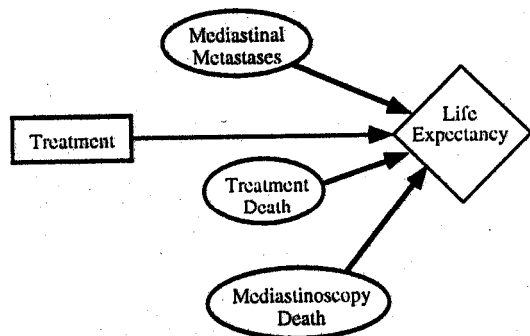 Mediastinal
Metastases
Life
Expectancy
Treatment
Treatment
Death
Mediastinoscopy
Death